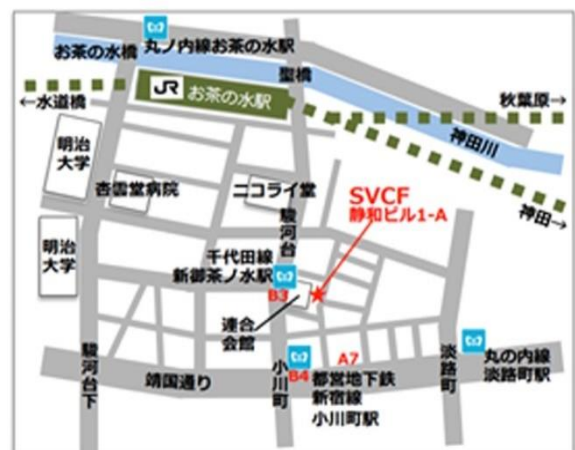 丸ノ内線お茶の水駅
お茶の水橋
聖橋
JR お茶の水駅
←水道橋
秋葉原→
神田川
明治
大学
杏雲堂病院
ニコライ堂
SVCF
静和ビル1-A
神田→
駿河台
明治
大学
千代田線
新御茶ノ水駅
B3
連合
会館
駿河台下
靖国通り
小川町
B4
A7
都営地下鉄
新宿線
小川町駅
淡路町
丸の内線
淡路町駅